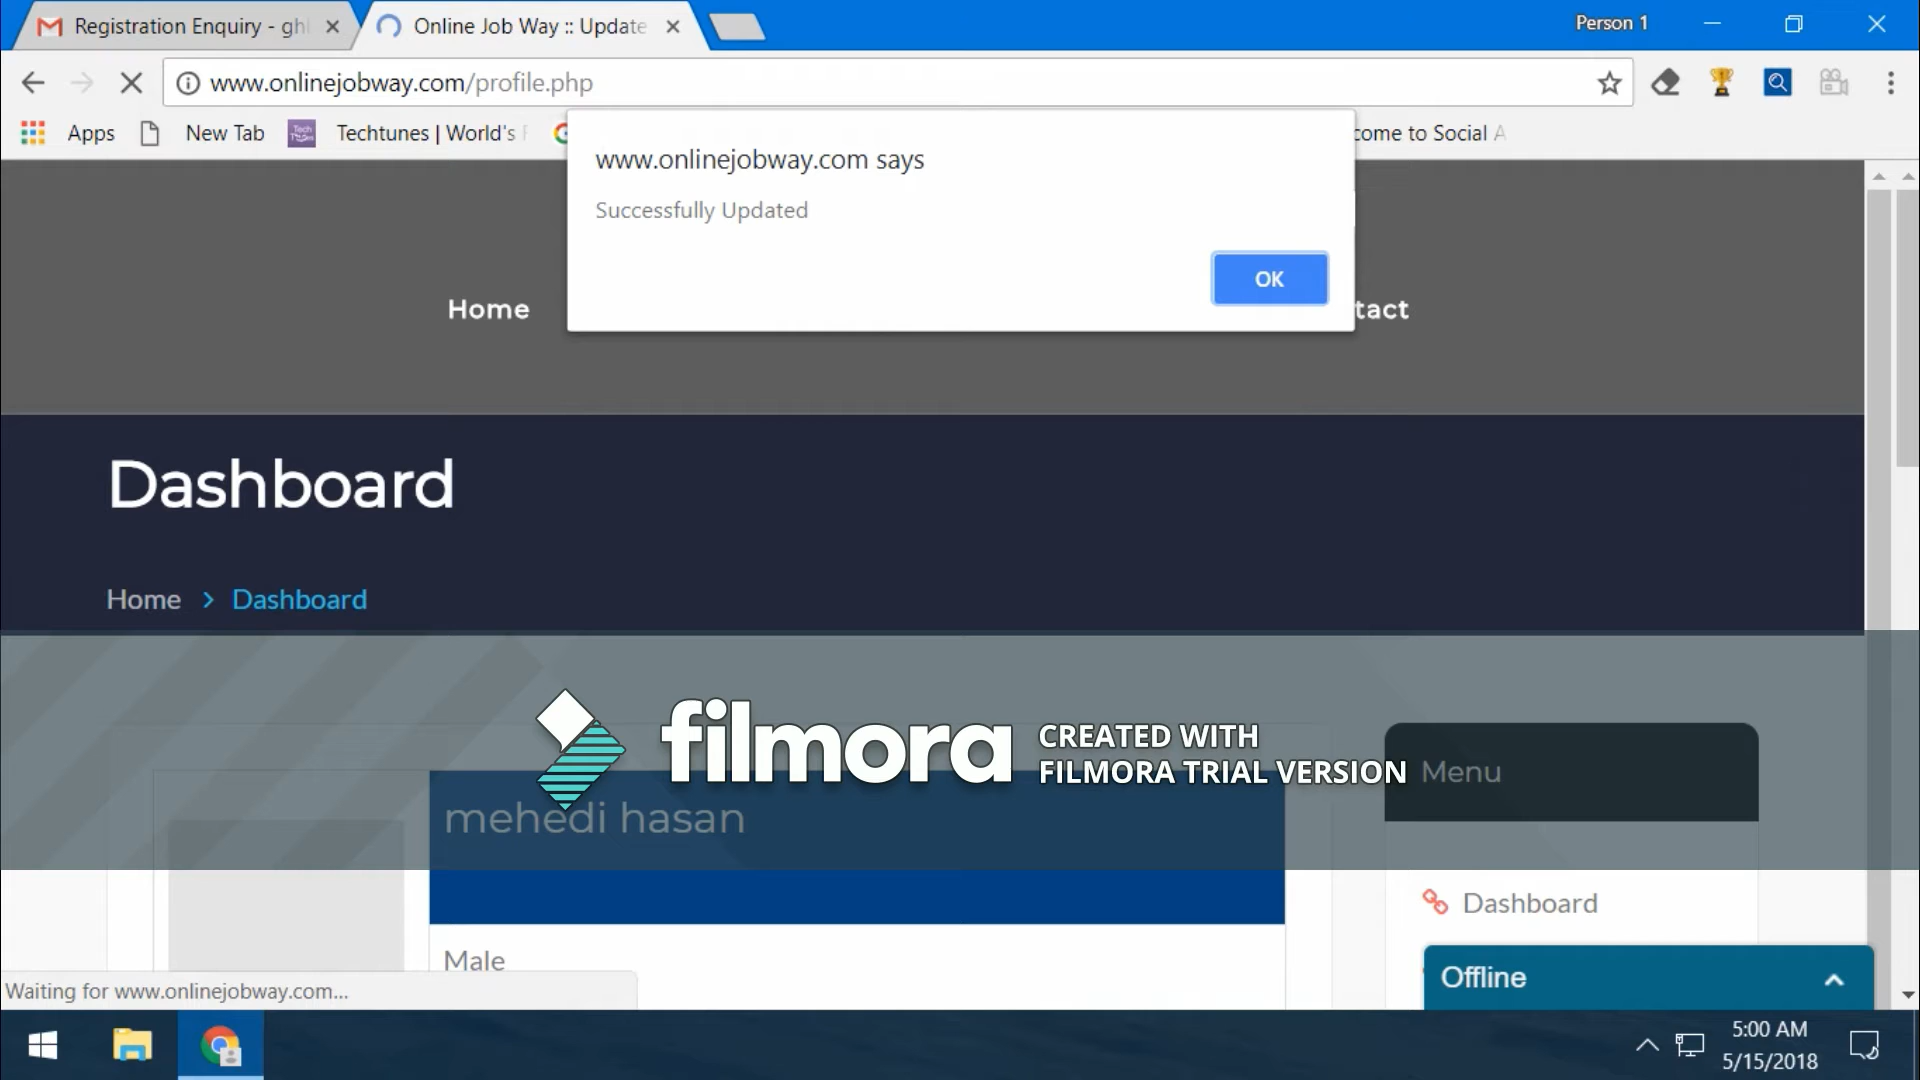 Registration Enquiry - gh
Online Job Way :: Update
Person 1
www.onlinejobway.com/profile.php
Apps
New Tab
Techtunes | World's
come to Social A
www.onlinejobway.com says
Successfully Updated
OK
Home
tact
Dashboard
Home > Dashboard
filmora
CREATED WITH
FILMORA TRIAL VERSION
Menu
mehedi hasan
Dashboard
Male
Offline
Waiting for www.onlinejobway.com...
5:00 AM
5/15/2018